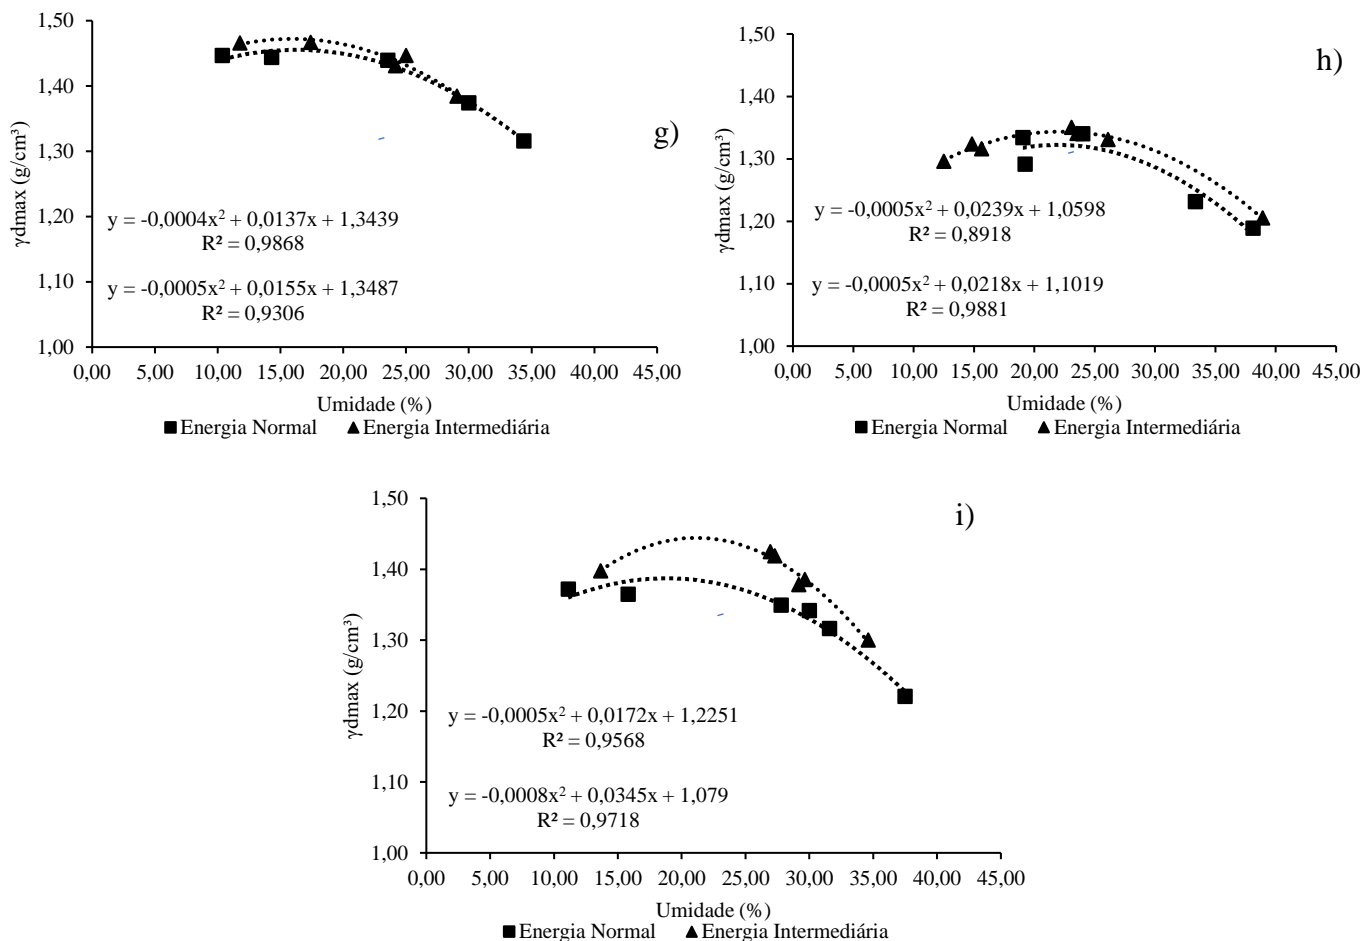 1,50
1,40
1,30
1,20
1,10
1,00
γdmax (g/cm³)
g)
y = -0,0004x² + 0,0137x + 1,3439
R² = 0,9868
y = -0,0005x² + 0,0155x + 1,3487
R² = 0,9306
0,00 5,00 10,00 15,00 20,00 25,00 30,00 35,00 40,00 45,00
Umidade (%)
Energia Normal Energia Intermediária
1,50
1,40
1,30
1,20
1,10
1,00
γdmax (g/cm³)
h)
y = -0,0005x² + 0,0239x + 1,0598
R² = 0,8918
y = -0,0005x² + 0,0218x + 1,1019
R² = 0,9881
0,00 5,00 10,00 15,00 20,00 25,00 30,00 35,00 40,00 45,00
Umidade (%)
Energia Normal Energia Intermediária
1,50
1,40
1,30
1,20
1,10
1,00
γdmax (g/cm³)
i)
y = -0,0005x² + 0,0172x + 1,2251
R² = 0,9568
y = -0,0008x² + 0,0345x + 1,079
R² = 0,9718
0,00 5,00 10,00 15,00 20,00 25,00 30,00 35,00 40,00 45,00
Umidade (%)
Energia Normal Energia Intermediária